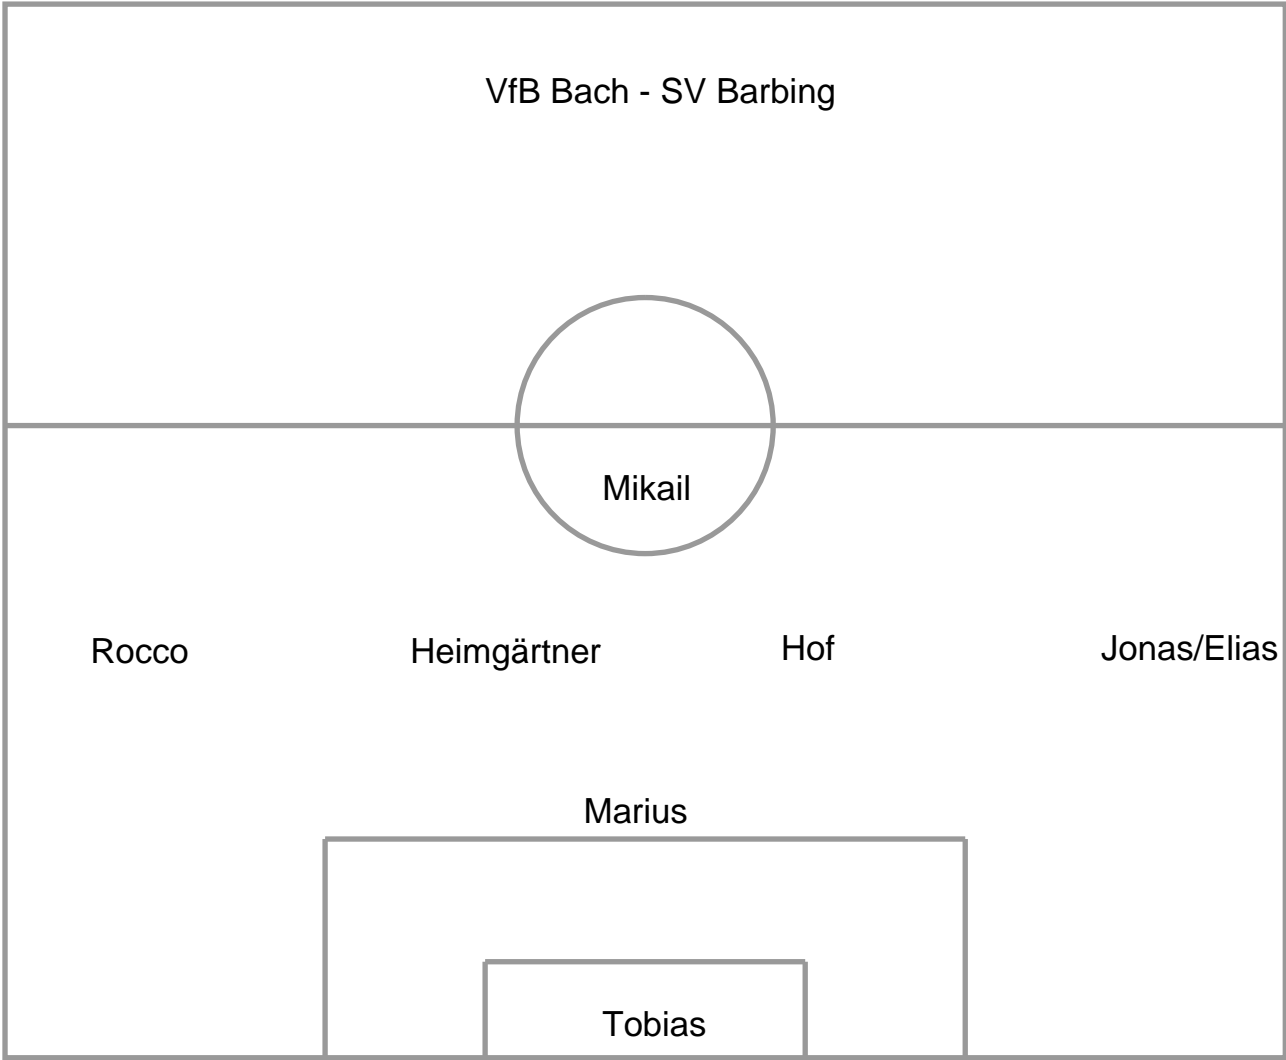 VfB Bach - SV Barbing
Mikail
Rocco Heimgärtner Hof Jonas/Elias
Marius
Tobias